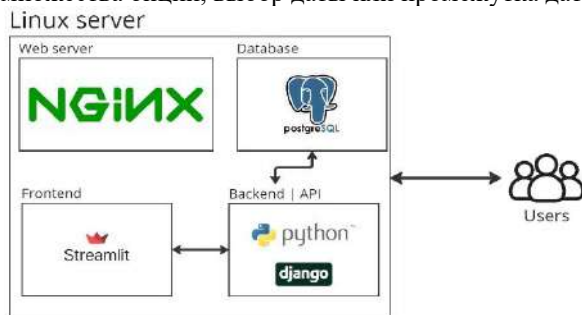 Linux server
Web server
NGINX
Database
PostgreSQL
Frontend
Streamlit
Backend | API
python
django
Users